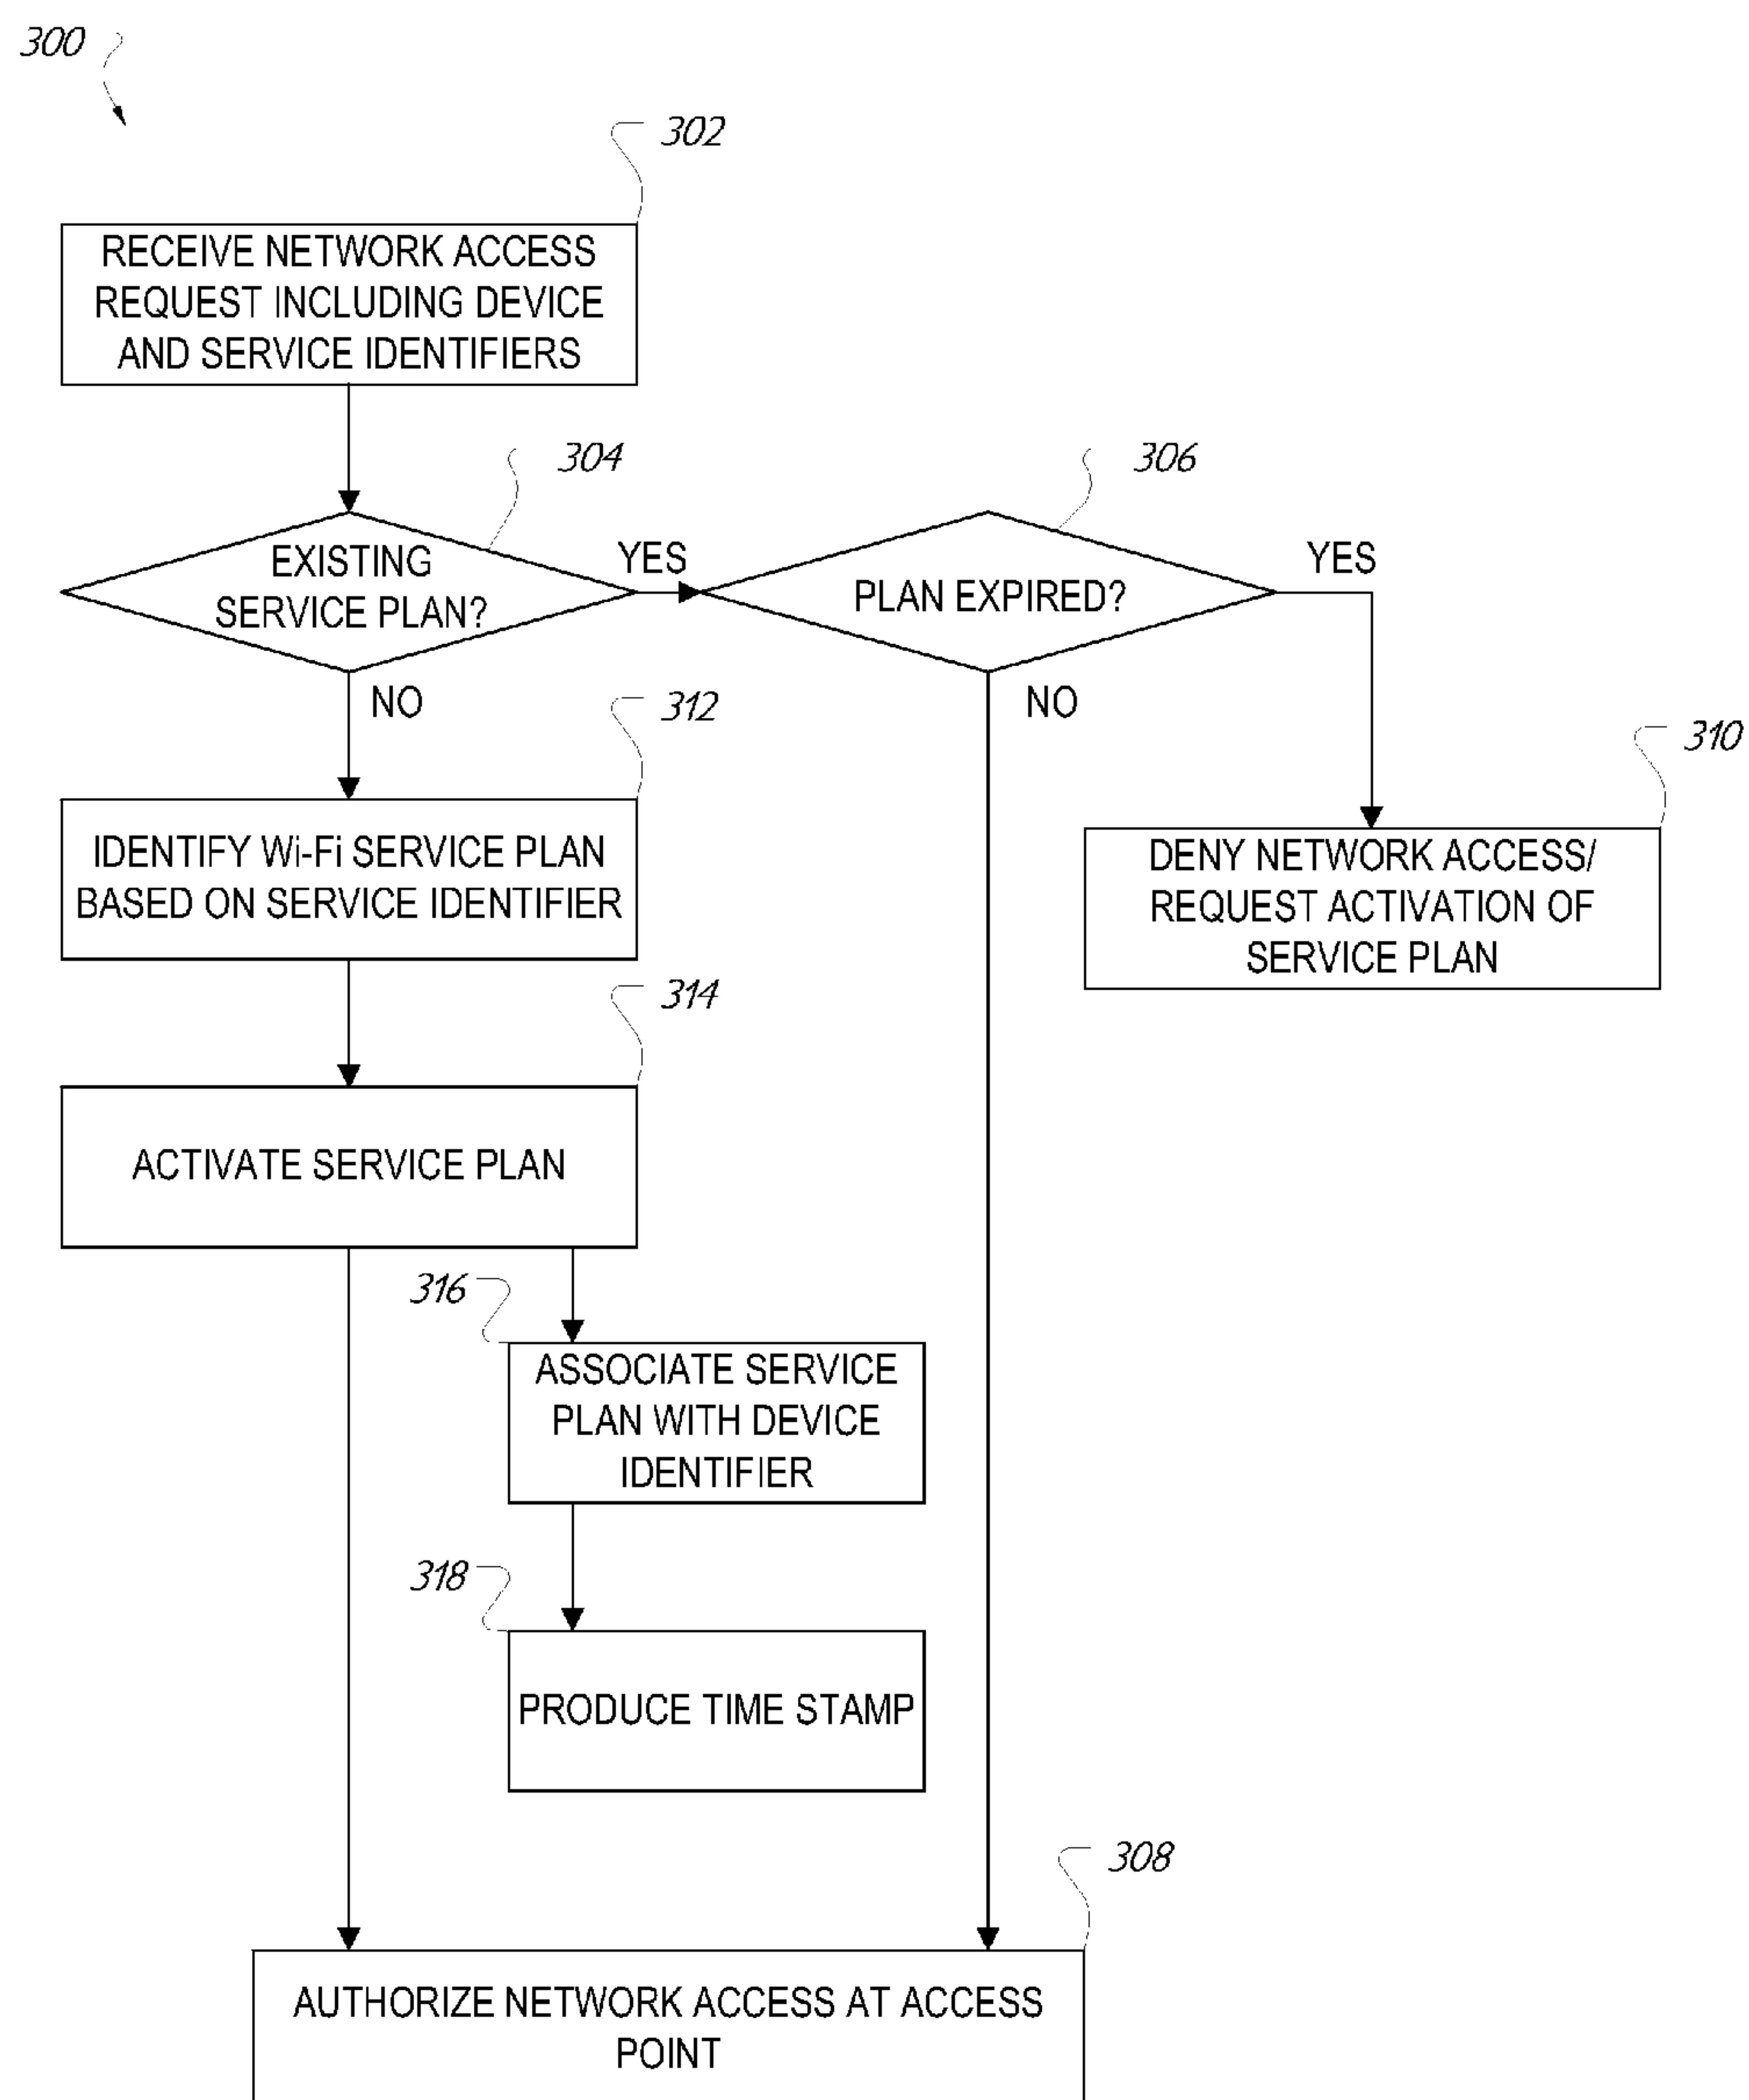 300
302
RECEIVE NETWORK ACCESS
REQUEST INCLUDING DEVICE
AND SERVICE IDENTIFIERS
304
EXISTING
SERVICE PLAN?
YES
306
PLAN EXPIRED?
YES
NO
NO
312
IDENTIFY Wi-Fi SERVICE PLAN
BASED ON SERVICE IDENTIFIER
310
DENY NETWORK ACCESS/
REQUEST ACTIVATION OF
SERVICE PLAN
314
ACTIVATE SERVICE PLAN
316
ASSOCIATE SERVICE
PLAN WITH DEVICE
IDENTIFIER
318
PRODUCE TIME STAMP
308
AUTHORIZE NETWORK ACCESS AT ACCESS
POINT